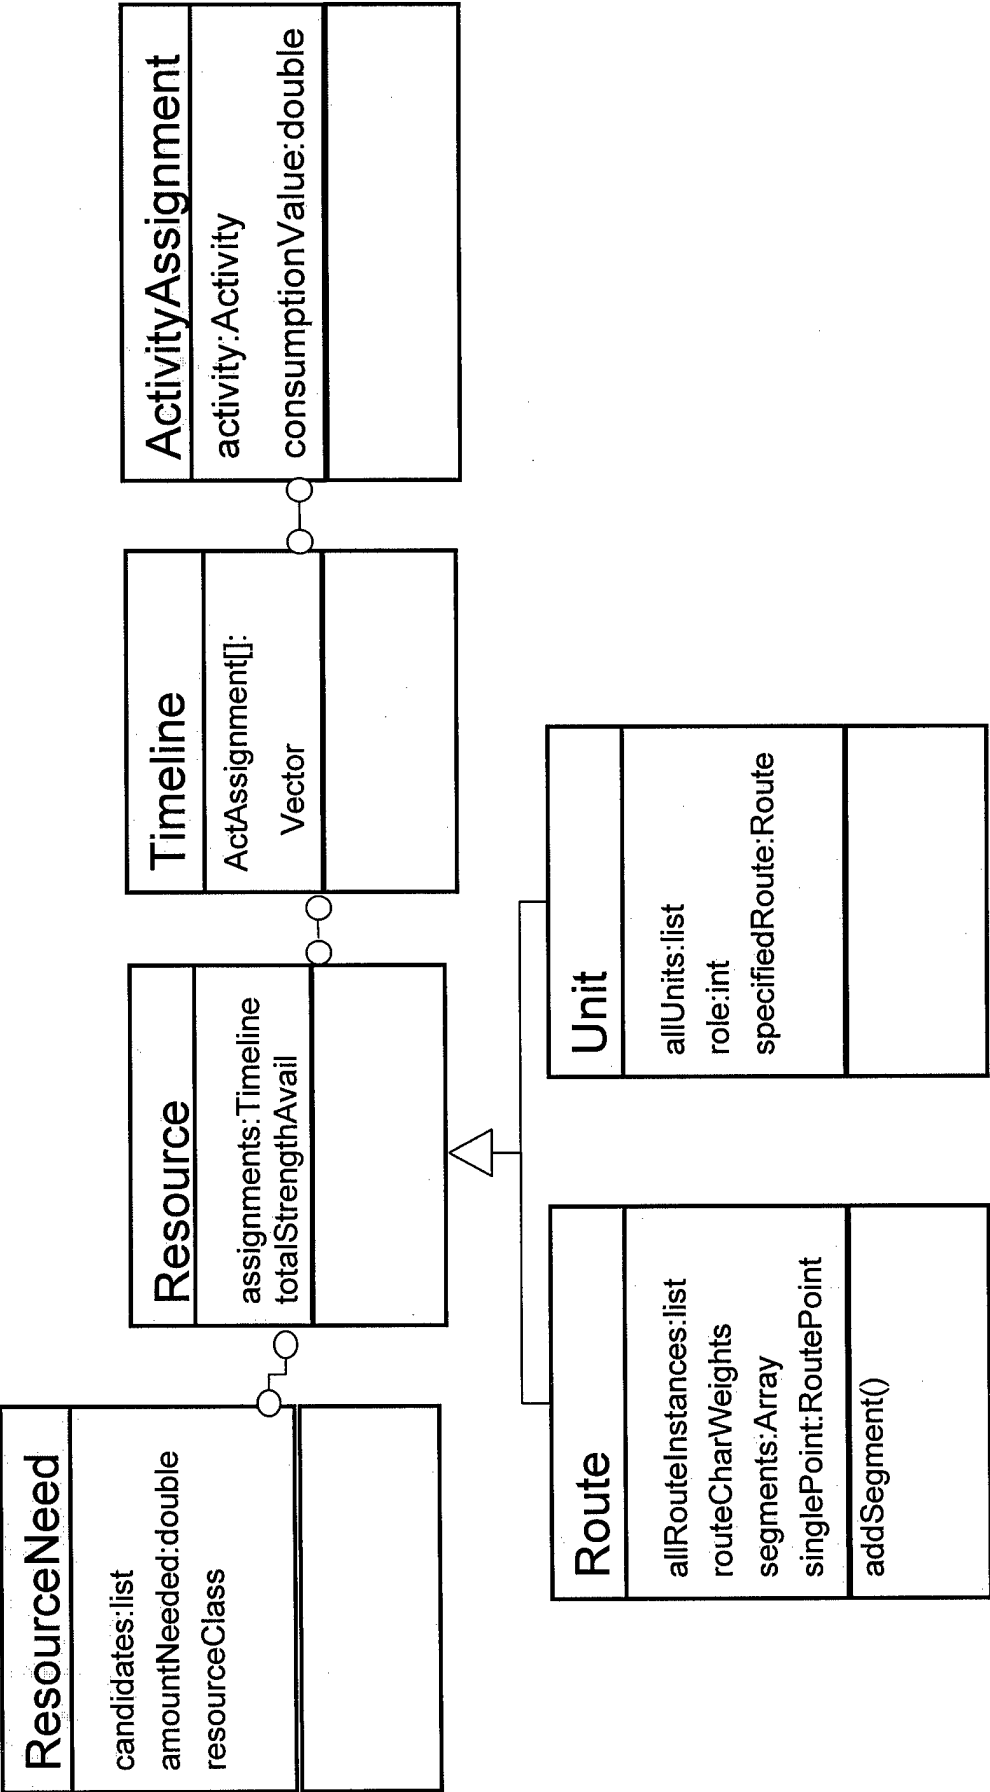 ResourceNeed
candidates:list
amountNeeded:double
resourceClass
Resource
assignments:Timeline
totalStrengthAvail
Timeline
ActAssignment[]:
Vector
ActivityAssignment
activity:Activity
consumptionValue:double
Route
allRouteInstances:list
routeCharWeights
segments:Array
singlePoint:RoutePoint
addSegment()
Unit
allUnits:list
role:int
specifiedRoute:Route